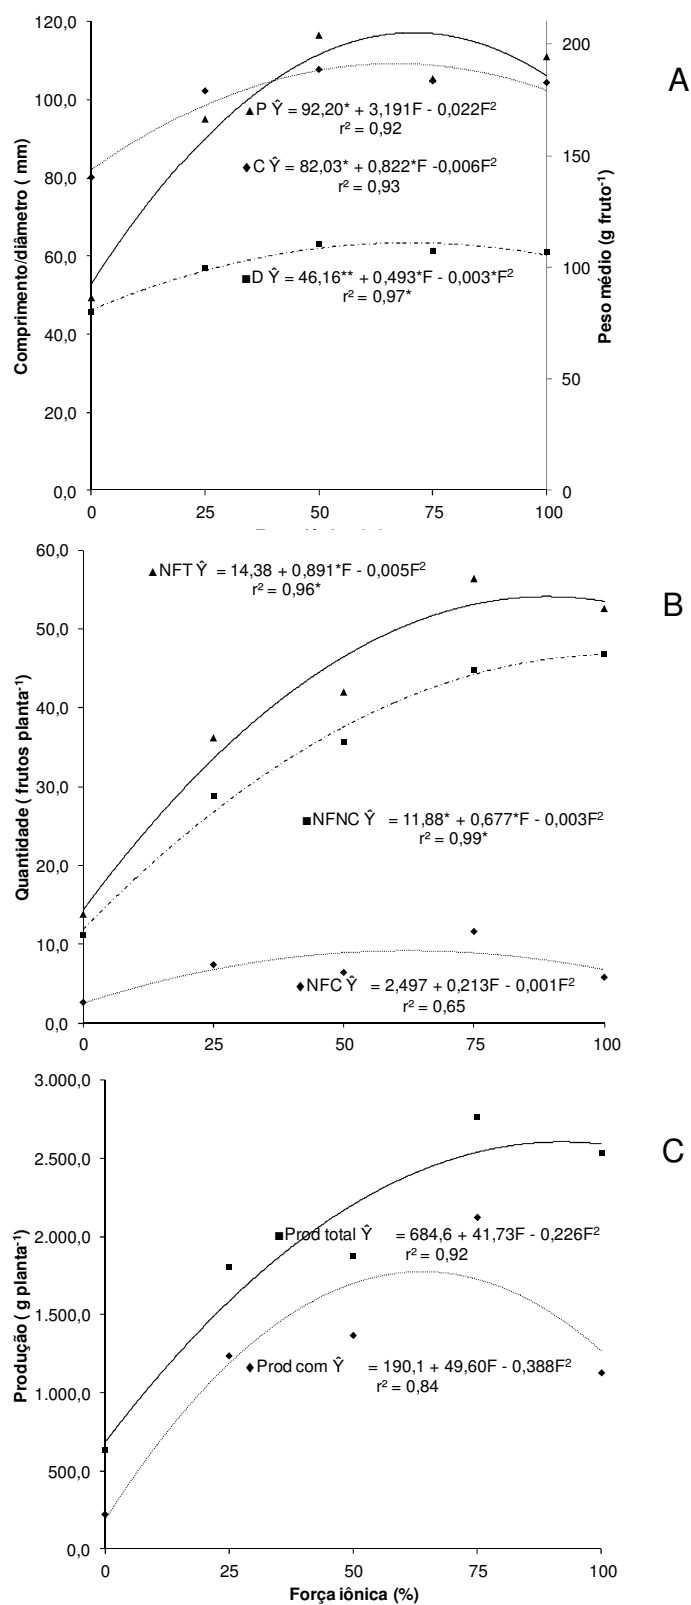 120,0
100,0
80,0
60,0
40,0
20,0
0,0
Comprimento/diâmetro ( mm)
200
150
100
50
0
Peso médio (g fruto-1)
A
▲P Ŷ = 92,20* + 3,191F - 0,022F²
r² = 0,92
◆C Ŷ = 82,03* + 0,822*F -0,006F²
r² = 0,93
■D Ŷ = 46,16** + 0,493*F - 0,003*F²
r² = 0,97*
0 25 50 75 100
60,0
50,0
40,0
30,0
20,0
10,0
0,0
Quantidade ( frutos planta-1)
B
▲NFT Ŷ = 14,38 + 0,891*F - 0,005F²
r² = 0,96*
■NFNC Ŷ = 11,88* + 0,677*F - 0,003F²
r² = 0,99*
◆NFC Ŷ = 2,497 + 0,213F - 0,001F²
r² = 0,65
0 25 50 75 100
3.000,0
2.500,0
2.000,0
1.500,0
1.000,0
500,0
0,0
Produção ( g planta-1)
C
■Prod total Ŷ = 684,6 + 41,73F - 0,226F²
r² = 0,92
◆Prod com Ŷ = 190,1 + 49,60F - 0,388F²
r² = 0,84
0 25 50 75 100
Força iônica (%)